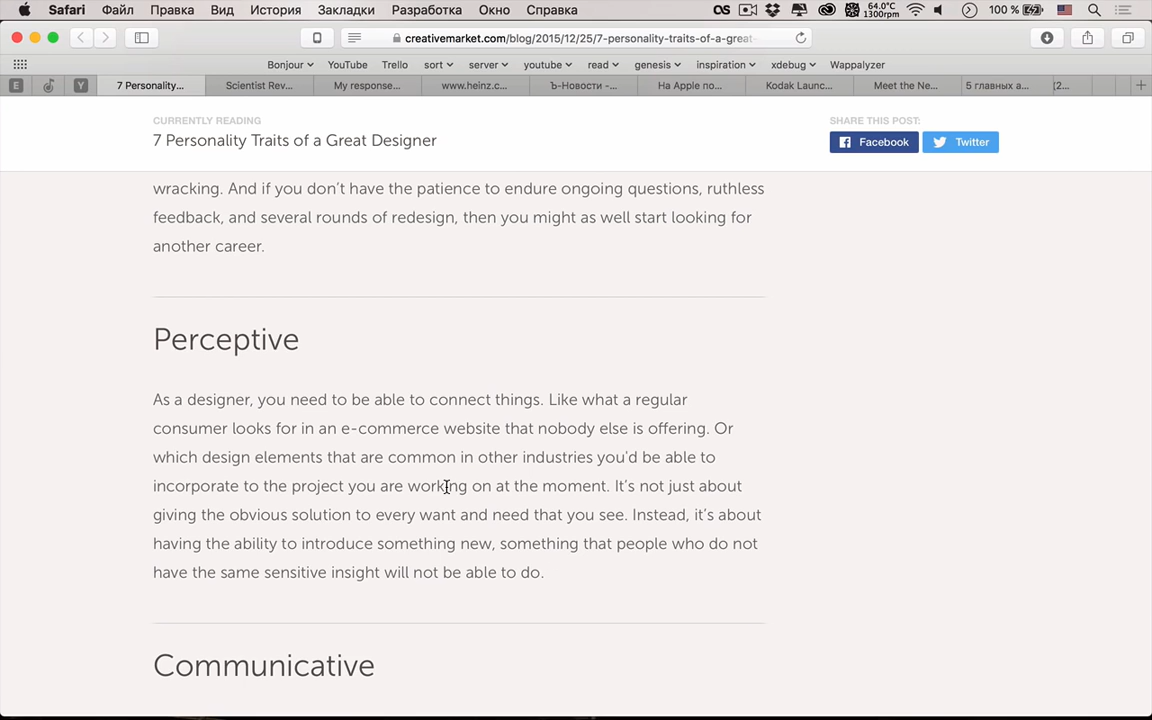 Safari Файл Правка Вид История Закладки Разработка Окно Справка OS 64.0°C 1300rpm 100 %
creativemarket.com/blog/2015/12/25/7-personality-traits-of-a-great-
Bonjour YouTube Trello sort server youtube read genesis inspiration xdebug Wappalyzer
E Y 7 Personality... Scientist Rev... My response... www.heinz.c... Ъ-Новости -... На Apple по... Kodak Launc... Meet the Ne... 5 главных а... (2...
CURRENTLY READING
7 Personality Traits of a Great Designer
SHARE THIS POST:
Facebook Twitter
wracking. And if you don't have the patience to endure ongoing questions, ruthless
feedback, and several rounds of redesign, then you might as well start looking for
another career.
Perceptive
As a designer, you need to be able to connect things. Like what a regular
consumer looks for in an e-commerce website that nobody else is offering. Or
which design elements that are common in other industries you'd be able to
incorporate to the project you are working on at the moment. It's not just about
giving the obvious solution to every want and need that you see. Instead, it's about
having the ability to introduce something new, something that people who do not
have the same sensitive insight will not be able to do.
Communicative